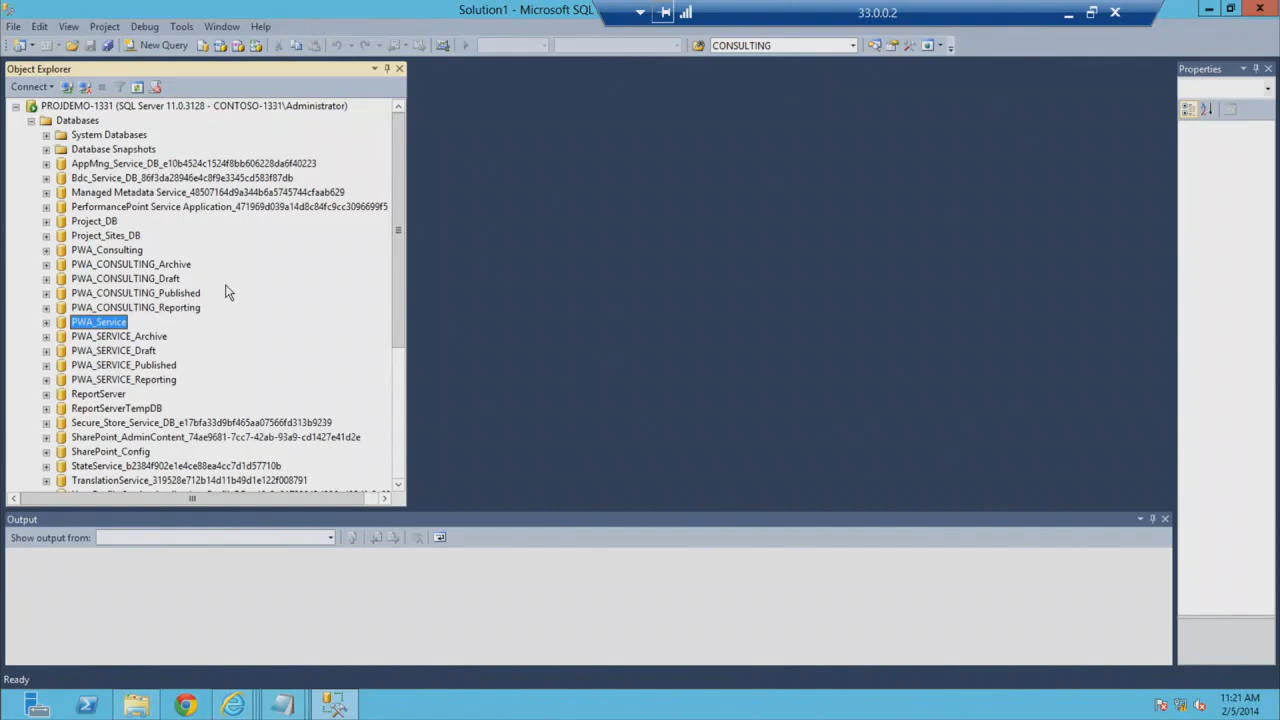 Solution1 - Microsoft SQL
33.0.0.2
File Edit View Project Debug Tools Window Help
New Query
CONSULTING
Object Explorer
Properties
Connect
PROJDEMO-1331 (SQL Server 11.0.3128 - CONTOSO-1331\Administrator)
Databases
System Databases
Database Snapshots
AppMng_Service_DB_e10b4524c1524f8bb606228da6f40223
Bdc_Service_DB_86f3da28946e4c8f9e3345cd583f87db
Managed Metadata Service_48507164d9a344b6a5745744cfaab629
PerformancePoint Service Application_471969d039a14d8c84fc9cc3096699f5
Project_DB
Project_Sites_DB
PWA_Consulting
PWA_CONSULTING_Archive
PWA_CONSULTING_Draft
PWA_CONSULTING_Published
PWA_CONSULTING_Reporting
PWA_Service
PWA_SERVICE_Archive
PWA_SERVICE_Draft
PWA_SERVICE_Published
PWA_SERVICE_Reporting
ReportServer
ReportServerTempDB
Secure_Store_Service_DB_e17bfa33d9bf465aa07566fd313b9239
SharePoint_AdminContent_74ae9681-7cc7-42ab-93a9-cd1427e41d2e
SharePoint_Config
StateService_b2384f902e1e4ce88ea4cc7d1d57710b
TranslationService_319528e712b14d11b49d1e122f008791
Output
Show output from:
Ready
11:21 AM
2/5/2014